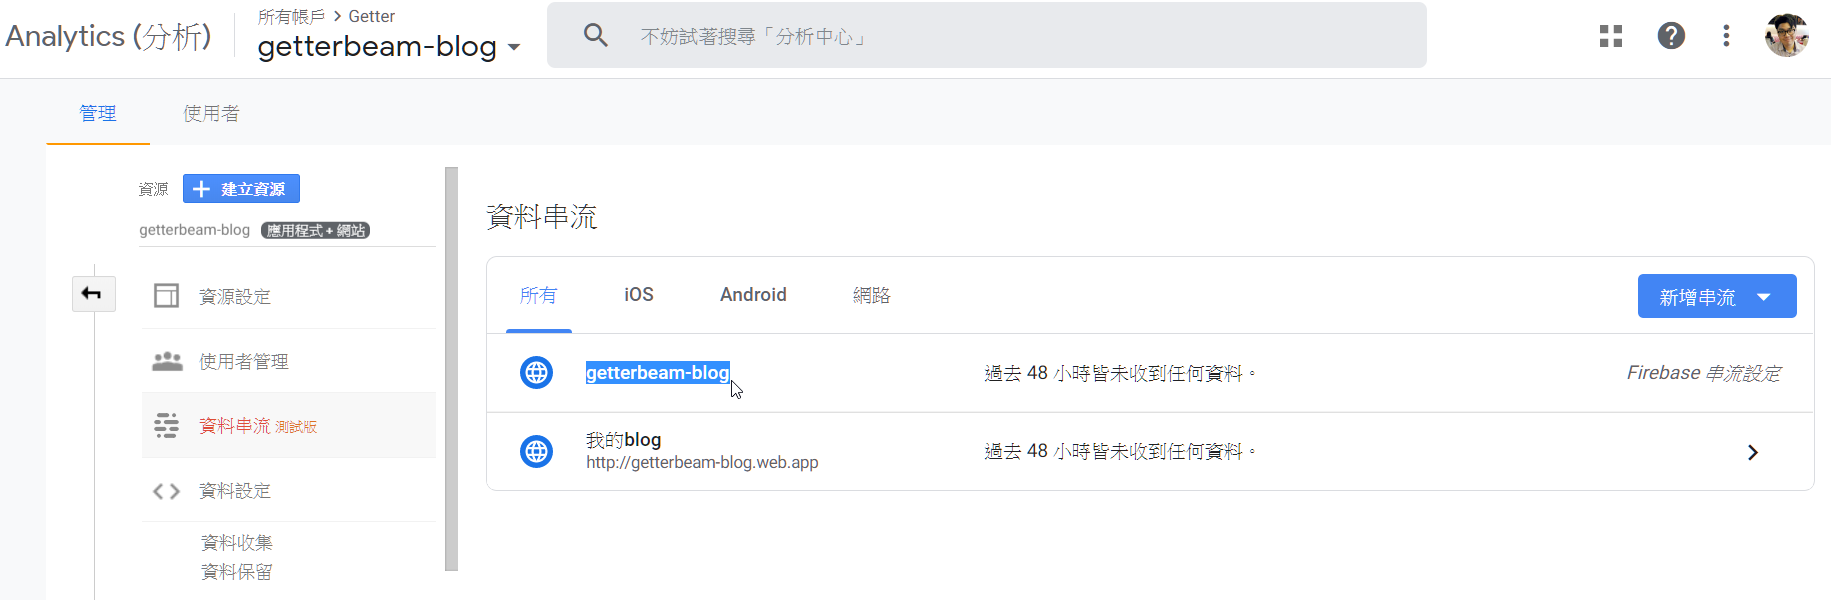 Analytics (分析)
所有帳戶 > Getter
getterbeam-blog
不妨試著搜尋「分析中心」
管理
使用者
資源
建立資源
getterbeam-blog
應用程式 + 網站
資源設定
使用者管理
資料串流 測試版
資料設定
資料收集
資料保留
資料串流
所有
iOS
Android
網路
新增串流
getterbeam-blog
過去 48 小時皆未收到任何資料。
Firebase 串流設定
我的blog
http://getterbeam-blog.web.app
過去 48 小時皆未收到任何資料。